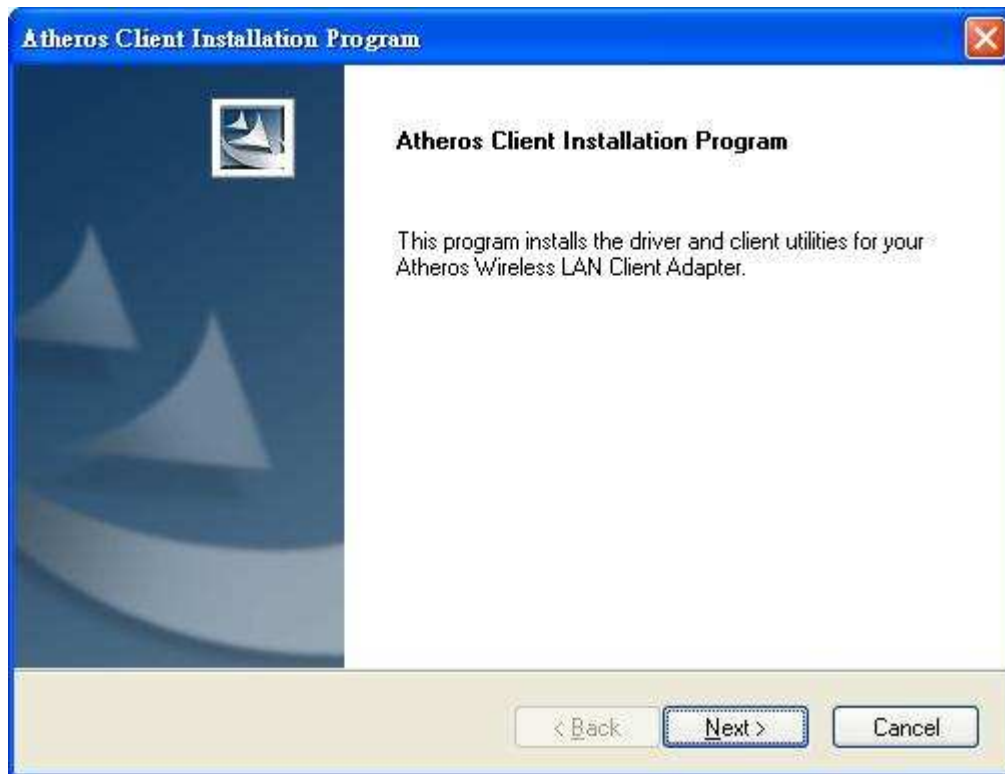 Atheros Client Installation Program
Atheros Client Installation Program
This program installs the driver and client utilities for your
Atheros Wireless LAN Client Adapter.
< Back
Next >
Cancel